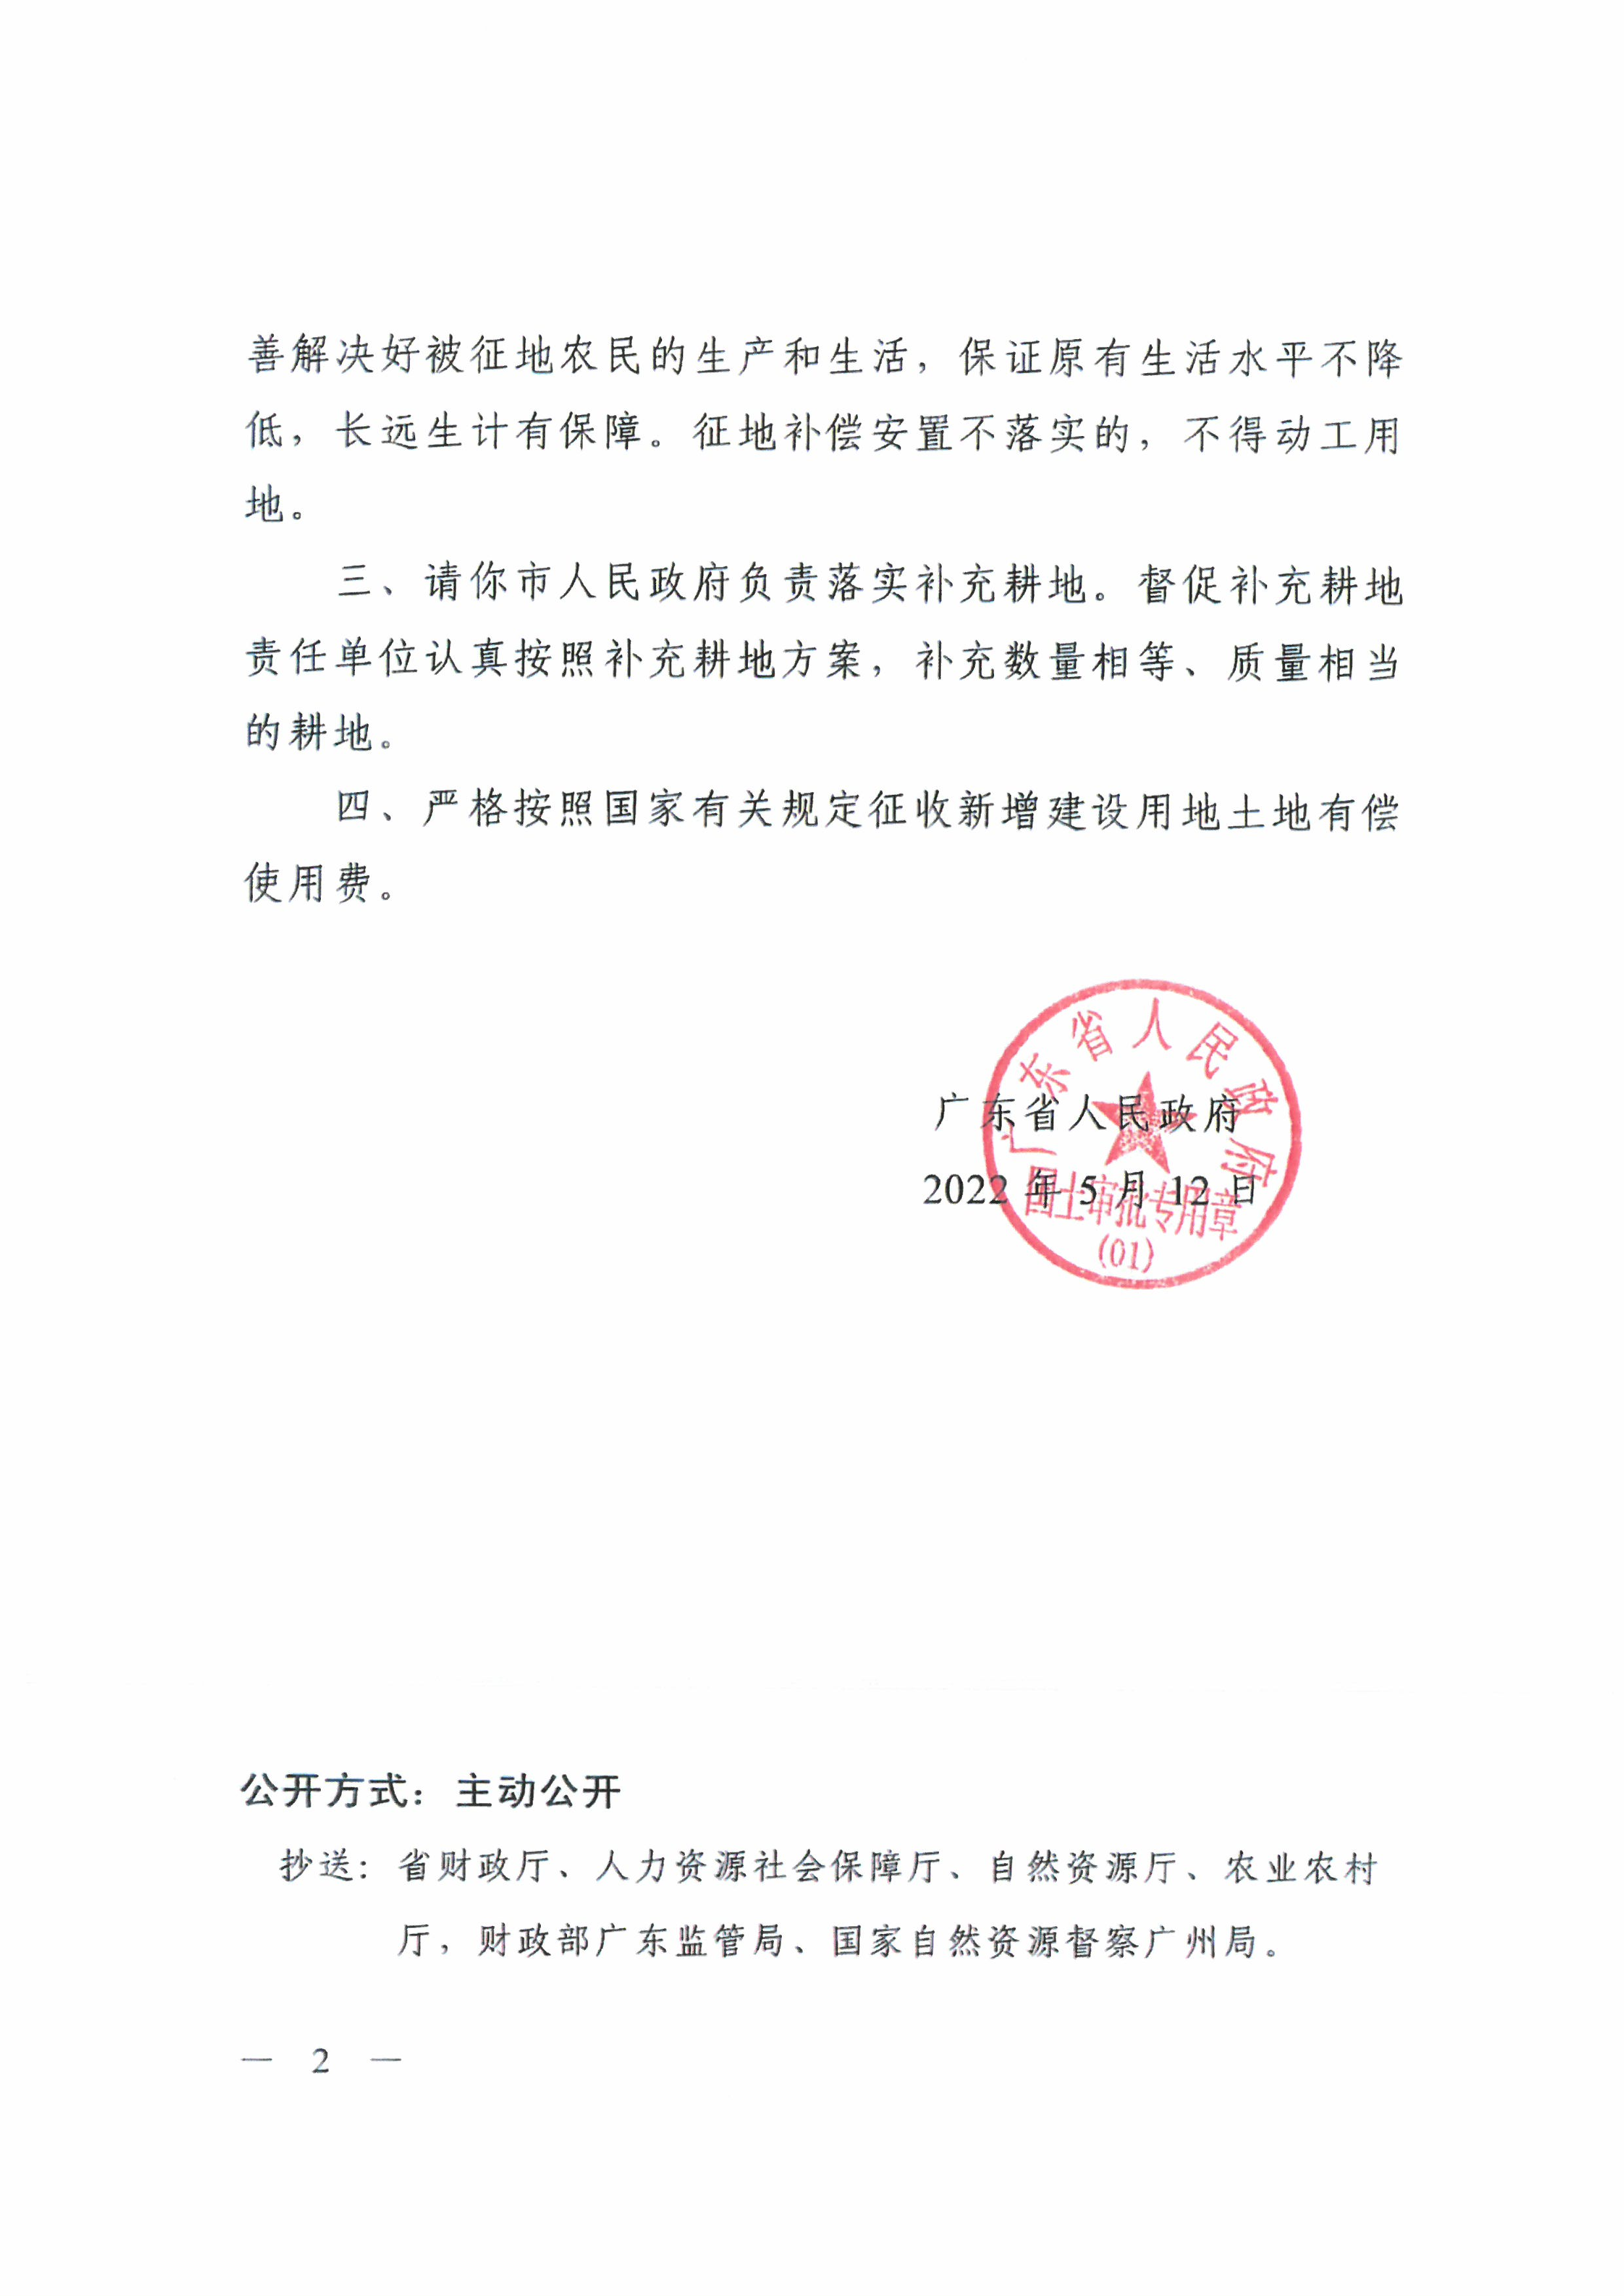 善解决好被征地农民的生产和生活，保证原有生活水平不降
低，长远生计有保障。征地补偿安置不落实的，不得动工用
地。
三、请你市人民政府负责落实补充耕地。督促补充耕地
责任单位认真按照补充耕地方案，补充数量相等、质量相当
的耕地。
四、严格按照国家有关规定征收新增建设用地土地有偿
使用费。
广东省人民政府
2022 年 5 月 12 日
广东省人民政府
国土审批专用章
(01)
公开方式：主动公开
抄送：省财政厅、人力资源社会保障厅、自然资源厅、农业农村
厅，财政部广东监管局、国家自然资源督察广州局。
— 2 —